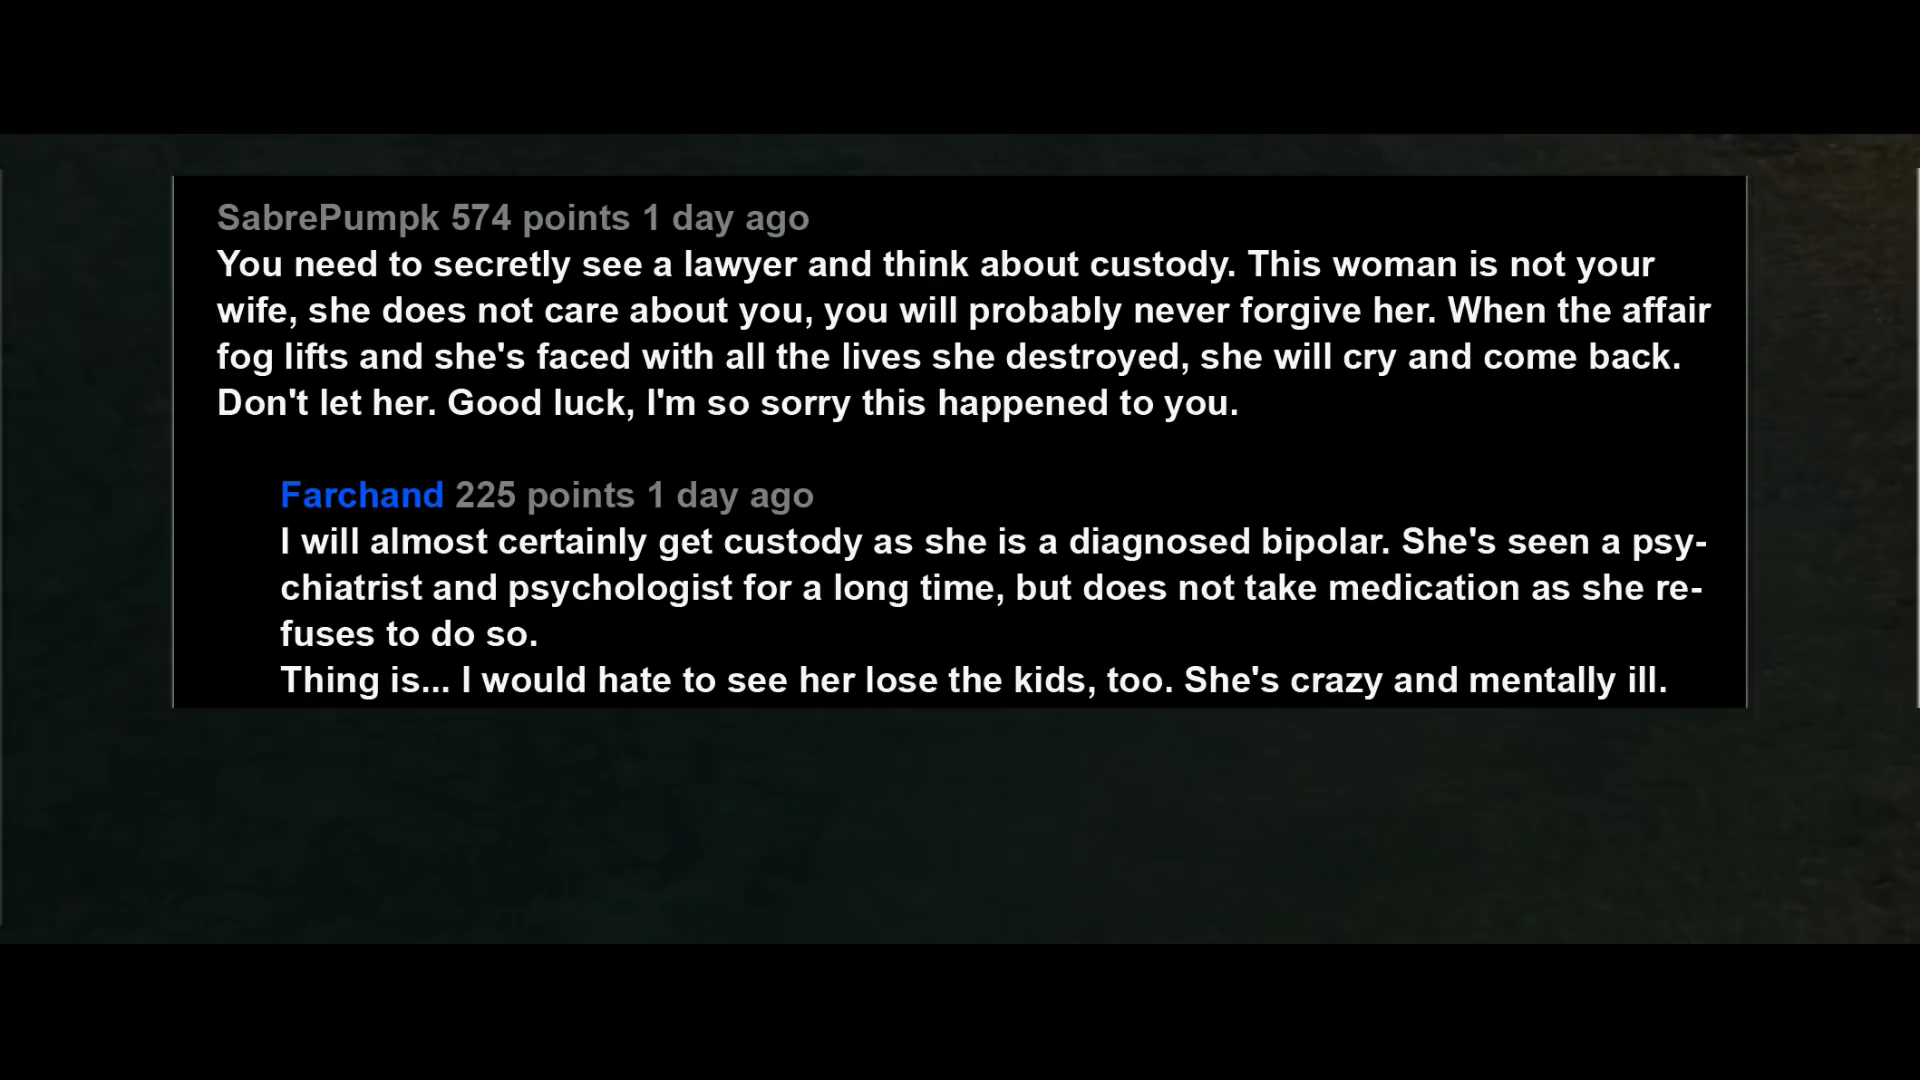 SabrePumpk 574 points 1 day ago
You need to secretly see a lawyer and think about custody. This woman is not your
wife, she does not care about you, you will probably never forgive her. When the affair
fog lifts and she's faced with all the lives she destroyed, she will cry and come back.
Don't let her. Good luck, I'm so sorry this happened to you.
Farchand 225 points 1 day ago
I will almost certainly get custody as she is a diagnosed bipolar. She's seen a psy-
chiatrist and psychologist for a long time, but does not take medication as she re-
fuses to do so.
Thing is... I would hate to see her lose the kids, too. She's crazy and mentally ill.